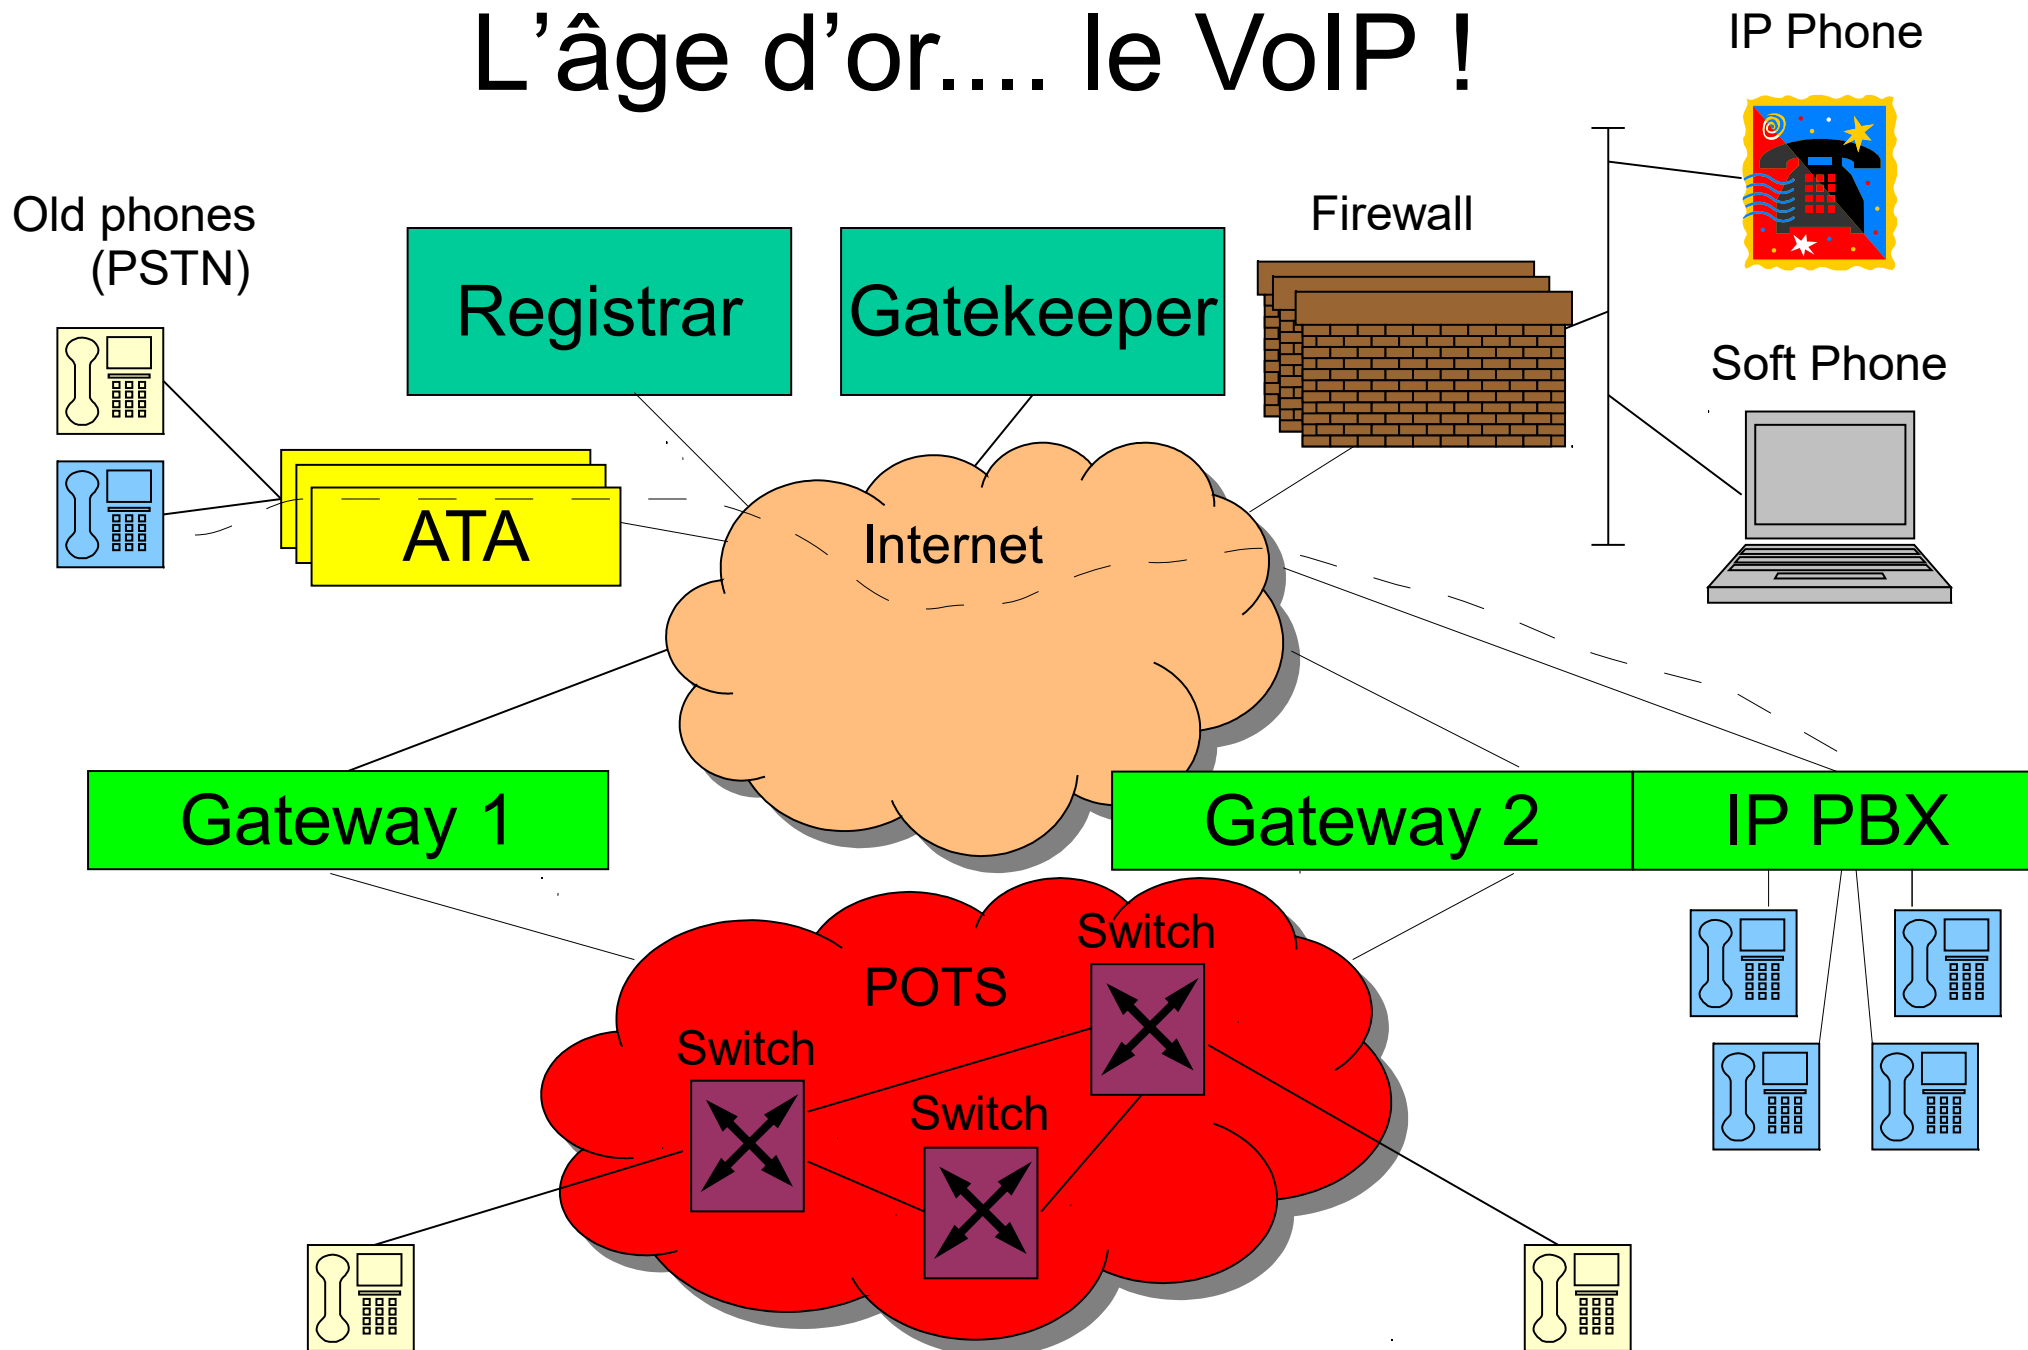 L’âge d’or.... le VoIP !
IP Phone
Old phones
(PSTN)
Registrar
Gatekeeper
Firewall
Soft Phone
ATA
Internet
Gateway 1
Gateway 2
IP PBX
Switch
POTS
Switch
Switch